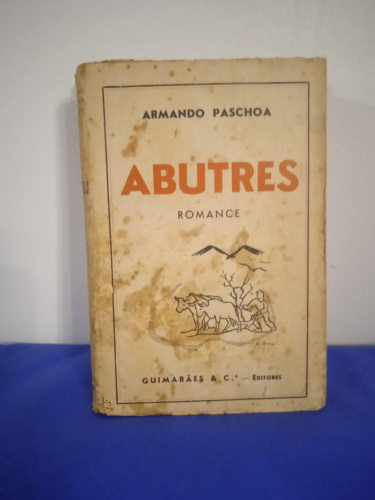 ARMANDO PASCHOA
ABUTRES
ROMANCE
GUIMARÃES & C.ª — EDITORES